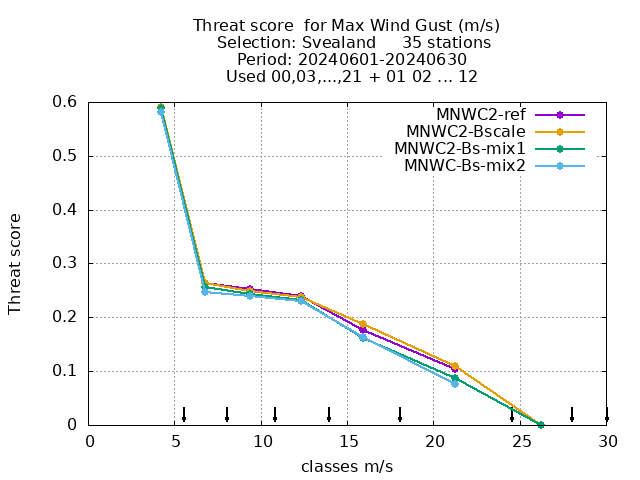 Threat score  for Max Wind Gust (m/s)
Selection: Svealand     35 stations
Period: 20240601-20240630
Used 00,03,...,21 + 01 02 ... 12
MNWC2-ref
MNWC2-Bscale
MNWC2-Bs-mix1
MNWC-Bs-mix2
Threat score
0.6
0.5
0.4
0.3
0.2
0.1
0
0 5 10 15 20 25 30
classes m/s